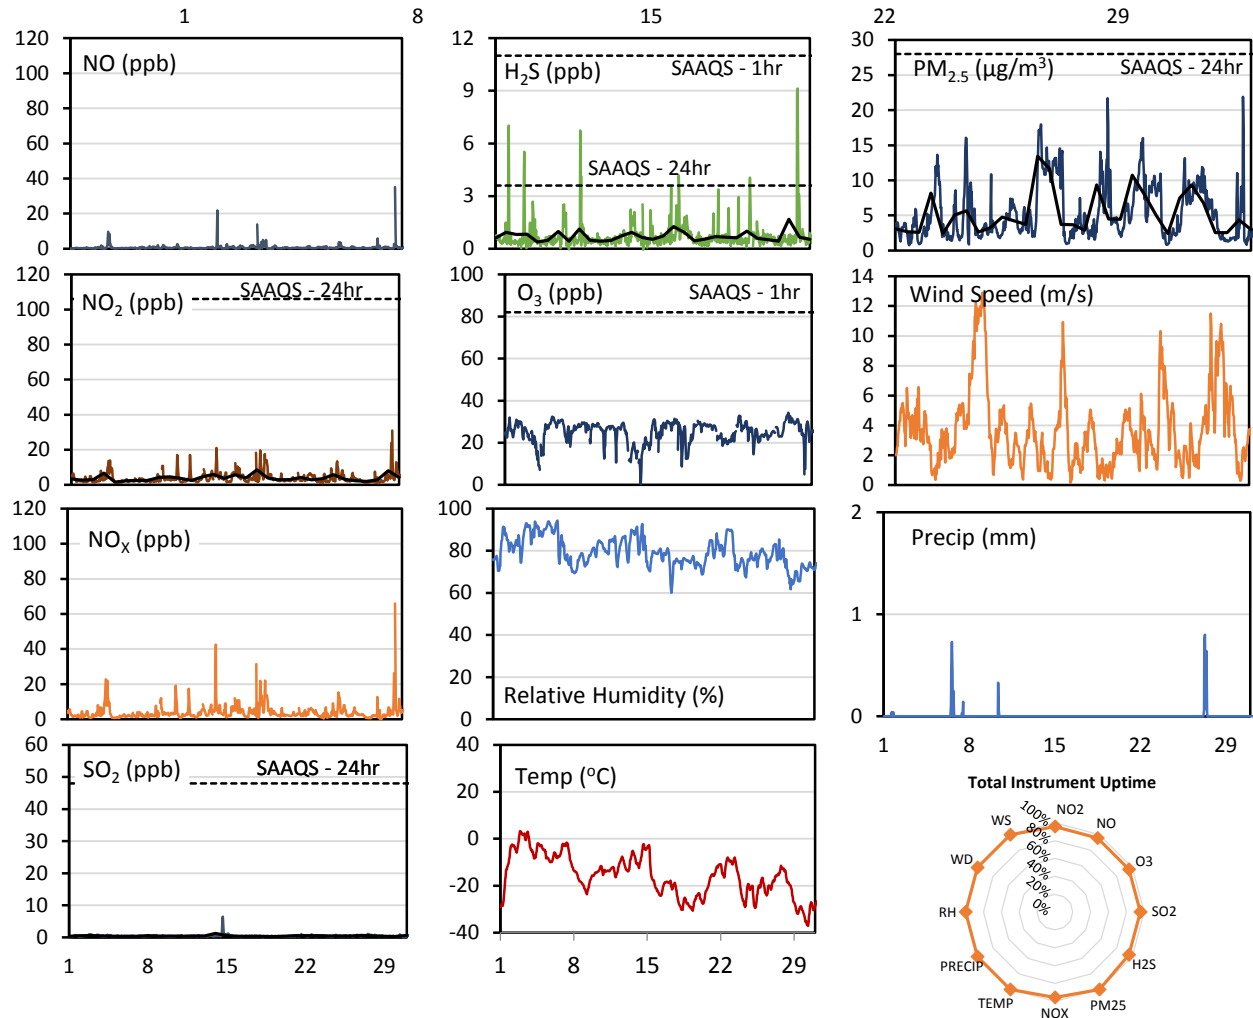 1 8 15 22 29
NO (ppb)
120
100
80
60
40
20
0
H2S (ppb)
SAAQS - 1hr
SAAQS - 24hr
12
9
6
3
0
PM2.5 (µg/m³)
SAAQS - 24hr
30
25
20
15
10
5
0
NO2 (ppb)
SAAQS - 24hr
120
100
80
60
40
20
0
O3 (ppb)
SAAQS - 1hr
100
80
60
40
20
0
Wind Speed (m/s)
14
12
10
8
6
4
2
0
NOX (ppb)
120
100
80
60
40
20
0
100
80
60
40
20
0
Relative Humidity (%)
Precip (mm)
2
1
0
1 8 15 22 29
SO2 (ppb)
SAAQS - 24hr
60
50
40
30
20
10
0
1 8 15 22 29
Temp (oC)
40
20
0
-20
-40
1 8 15 22 29
Total Instrument Uptime
100%
80%
60%
40%
20%
0%
NO2
NO
O3
SO2
H2S
PM25
NOX
TEMP
PRECIP
RH
WD
WS